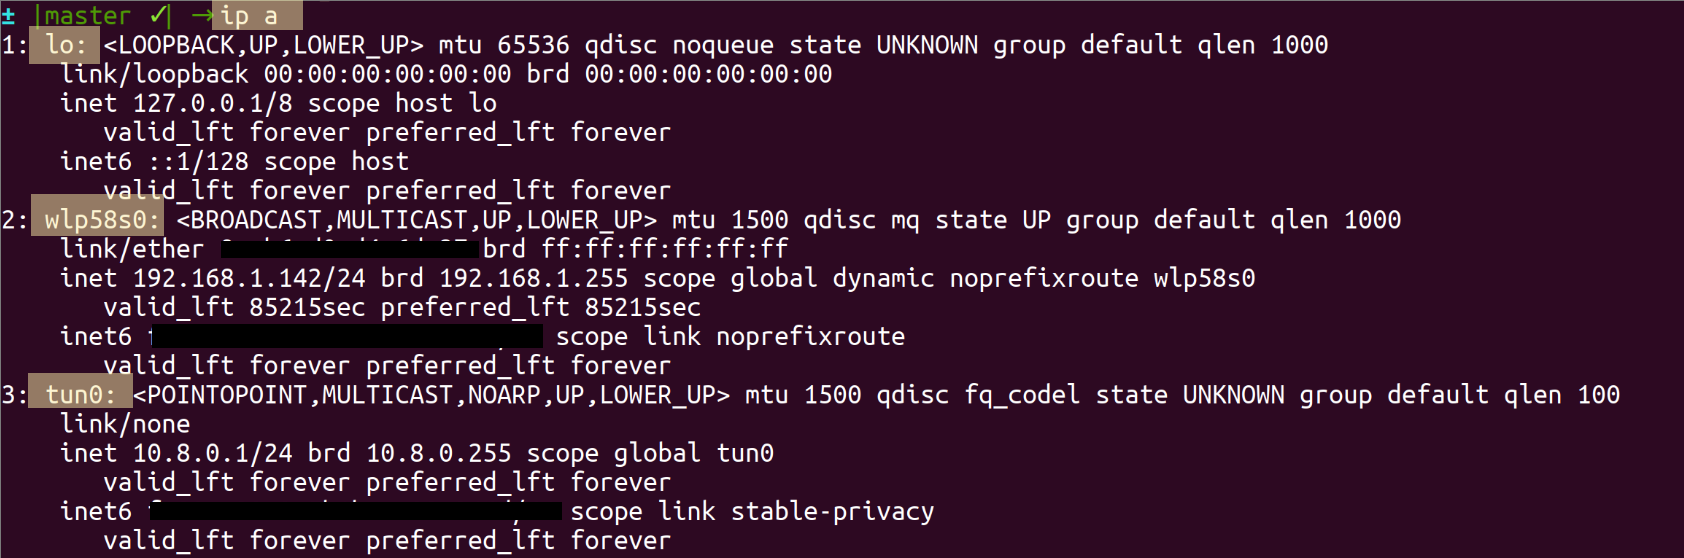 ± |master ✓| →ip a
1: lo: <LOOPBACK,UP,LOWER_UP> mtu 65536 qdisc noqueue state UNKNOWN group default qlen 1000
link/loopback 00:00:00:00:00:00 brd 00:00:00:00:00:00
inet 127.0.0.1/8 scope host lo
valid_lft forever preferred_lft forever
inet6 ::1/128 scope host
valid_lft forever preferred_lft forever
2: wlp58s0: <BROADCAST,MULTICAST,UP,LOWER_UP> mtu 1500 qdisc mq state UP group default qlen 1000
link/ether brd ff:ff:ff:ff:ff:ff
inet 192.168.1.142/24 brd 192.168.1.255 scope global dynamic noprefixroute wlp58s0
valid_lft 85215sec preferred_lft 85215sec
inet6 scope link noprefixroute
valid_lft forever preferred_lft forever
3: tun0: <POINTOPOINT,MULTICAST,NOARP,UP,LOWER_UP> mtu 1500 qdisc fq_codel state UNKNOWN group default qlen 100
link/none
inet 10.8.0.1/24 brd 10.8.0.255 scope global tun0
valid_lft forever preferred_lft forever
inet6 scope link stable-privacy
valid_lft forever preferred_lft forever